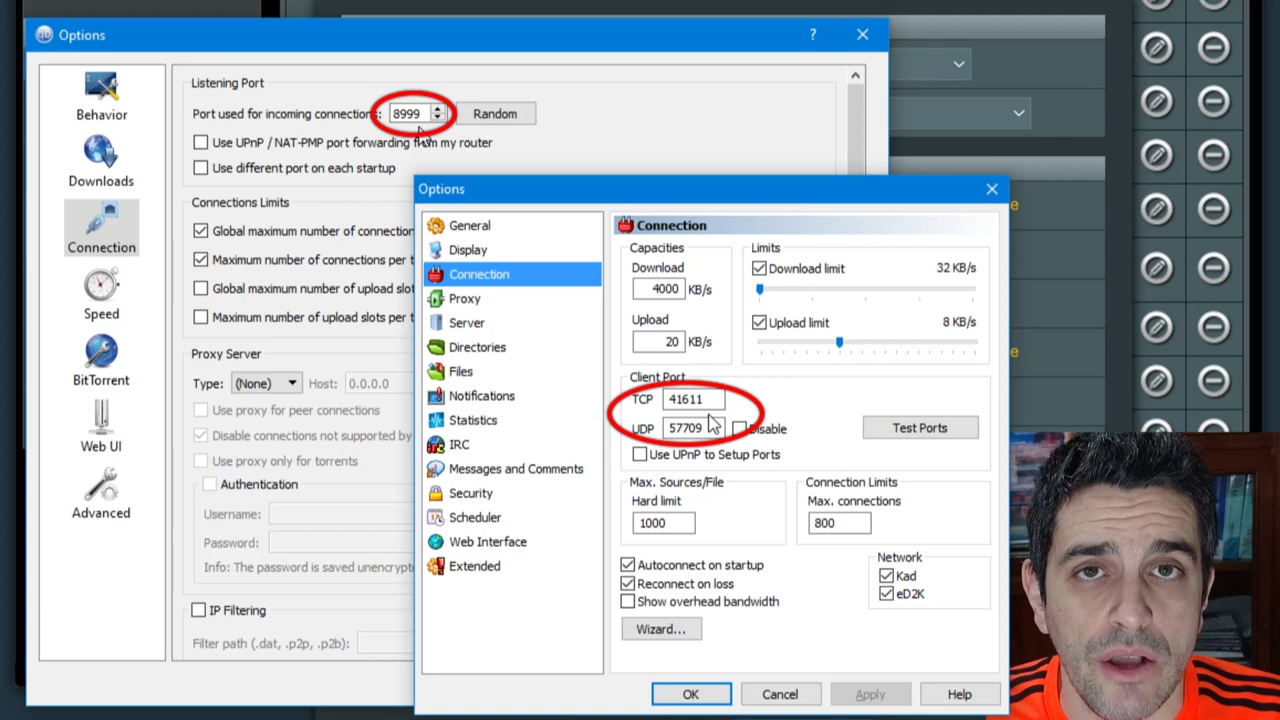 Options
?
Behavior
Downloads
Connection
Speed
BitTorrent
Web UI
Advanced
Listening Port
Port used for incoming connections:
8999
Random
Use UPnP / NAT-PMP port forwarding from my router
Use different port on each startup
Connections Limits
Global maximum number of connection
Maximum number of connections per t
Global maximum number of upload slot
Maximum number of upload slots per t
Proxy Server
Type: (None) Host: 0.0.0.0
Use proxy for peer connections
Disable connections not supported by
Use proxy only for torrents
Authentication
Username:
Password:
Info: The password is saved unencrypte
IP Filtering
Filter path (.dat, .p2p, .p2b):
Options
General
Display
Connection
Proxy
Server
Directories
Files
Notifications
Statistics
IRC
Messages and Comments
Security
Scheduler
Web Interface
Extended
Connection
Capacities
Download
4000 KB/s
Upload
20 KB/s
Limits
Download limit 32 KB/s
Upload limit 8 KB/s
Client Port
TCP 41611
UDP 57709 Disable
Test Ports
Use UPnP to Setup Ports
Max. Sources/File
Hard limit
1000
Connection Limits
Max. connections
800
Autoconnect on startup
Reconnect on loss
Show overhead bandwidth
Network
Kad
eD2K
Wizard...
OK
Cancel
Apply
Help
e
e